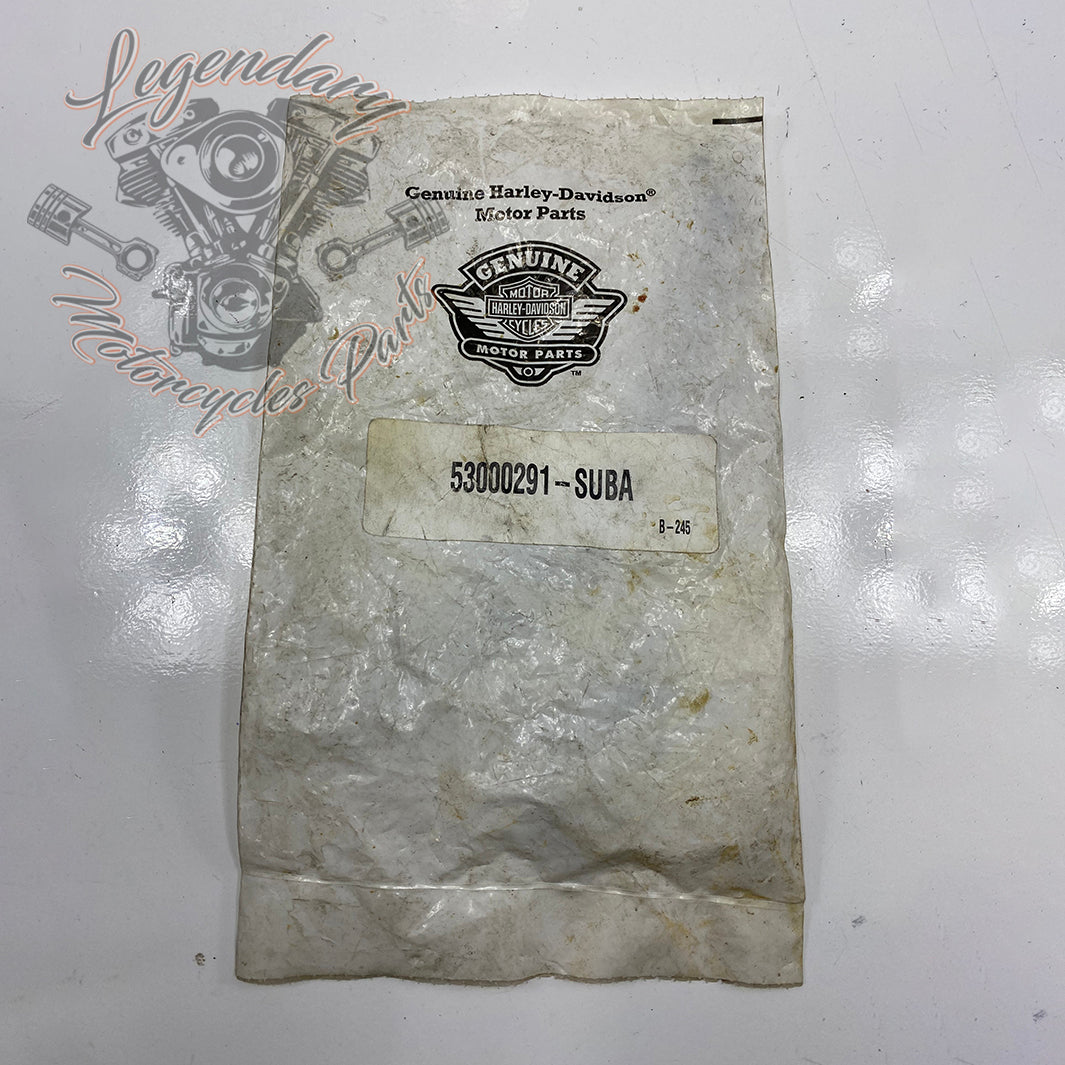 Legendary
Motorcycles Parts
Genuine Harley-Davidson®
Motor Parts
GENUINE
MOTOR
HARLEY-DAVIDSON
CYCLES
MOTOR PARTS
™
53000291-SUBA
B-245